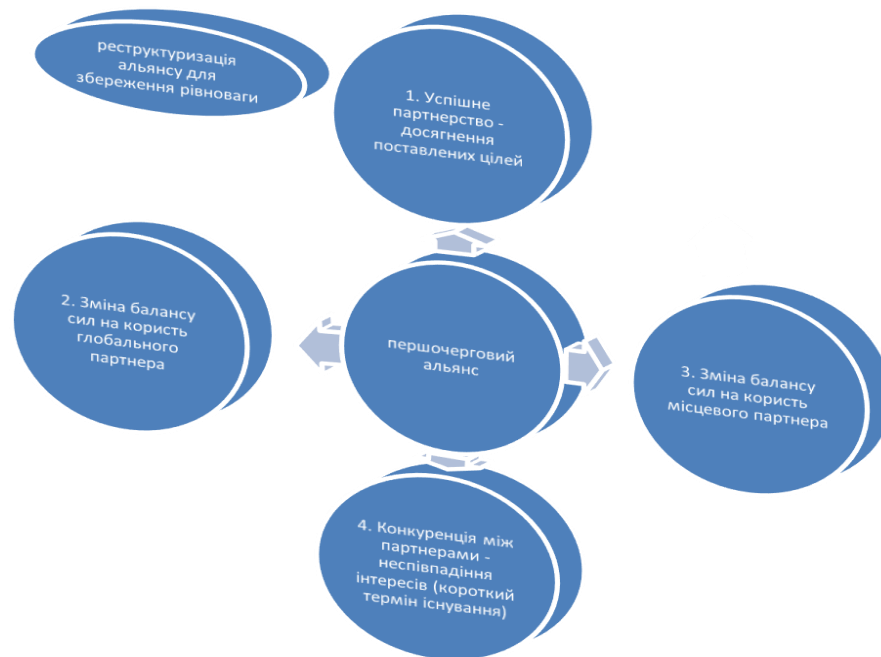 реструктуризація
альянсу для
збереження рівноваги
1. Успішне
партнерство -
досягнення
поставлених цілей
2. Зміна балансу
сил на користь
глобального
партнера
першочерговий
альянс
3. Зміна балансу
сил на користь
місцевого партнера
4. Конкуренція між
партнерами -
неспівпадіння
інтересів (короткий
термін існування)